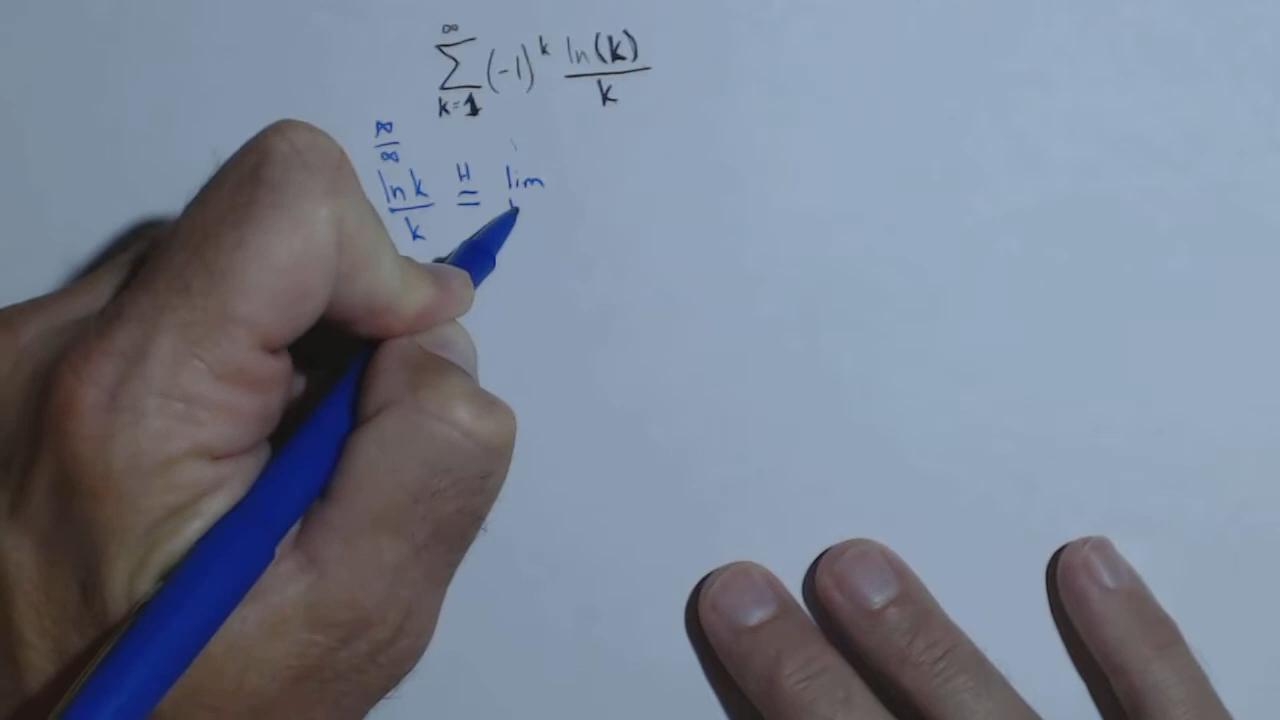 ∞
∑ (-1)^k ln(k)/k
k=1
∞/∞
ln k / k =^H lim